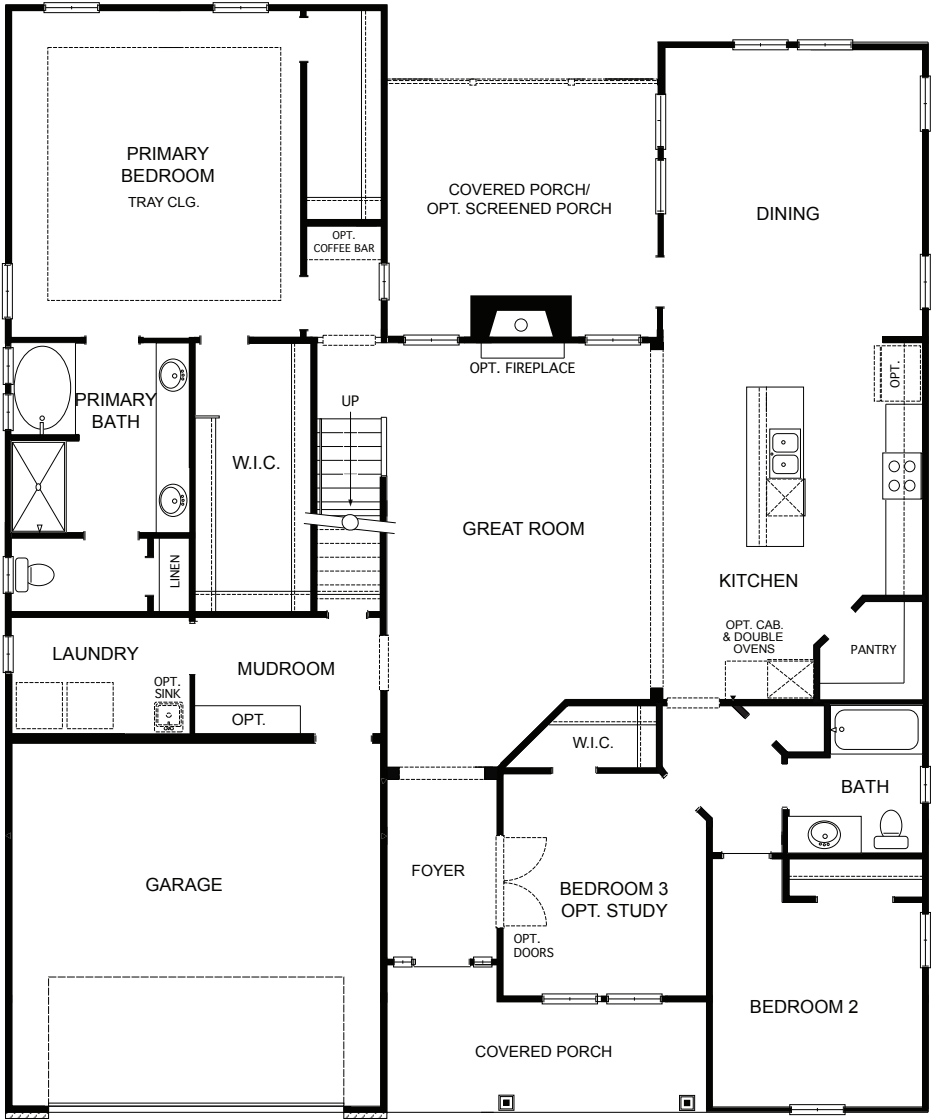 PRIMARY
BEDROOM
TRAY CLG.
COVERED PORCH/
OPT. SCREENED PORCH
DINING
OPT.
COFFEE BAR
OPT. FIREPLACE
OPT.
PRIMARY
BATH
UP
W.I.C.
GREAT ROOM
KITCHEN
LINEN
OPT. CAB.
& DOUBLE
OVENS
PANTRY
LAUNDRY
MUDROOM
OPT.
SINK
OPT.
W.I.C.
BATH
GARAGE
FOYER
BEDROOM 3
OPT. STUDY
OPT.
DOORS
BEDROOM 2
COVERED PORCH